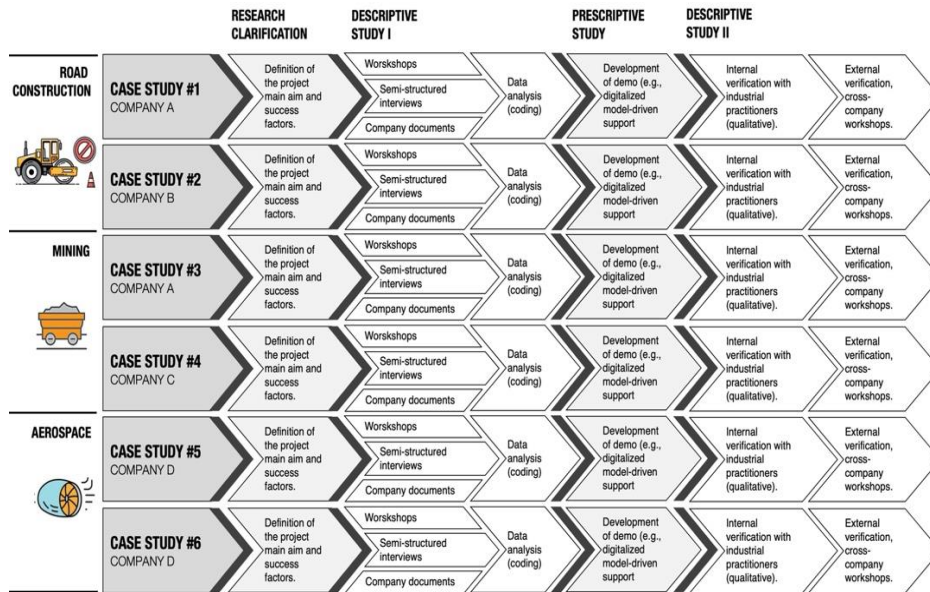 RESEARCH
CLARIFICATION
DESCRIPTIVE
STUDY I
PRESCRIPTIVE
STUDY
DESCRIPTIVE
STUDY II
ROAD
CONSTRUCTION
CASE STUDY #1
COMPANY A
Definition of
the project
main aim and
success
factors.
Worskshops
Semi-structured
interviews
Company documents
Data
analysis
(coding)
Development
of demo (e.g.,
digitalized
model-driven
support
Internal
verification with
industrial
practitioners
(qualitative).
External
verification,
cross-
company
workshops.
CASE STUDY #2
COMPANY B
Definition of
the project
main aim and
success
factors.
Worskshops
Semi-structured
interviews
Company documents
Data
analysis
(coding)
Development
of demo (e.g.,
digitalized
model-driven
support
Internal
verification with
industrial
practitioners
(qualitative).
External
verification,
cross-
company
workshops.
MINING
CASE STUDY #3
COMPANY A
Definition of
the project
main aim and
success
factors.
Worskshops
Semi-structured
interviews
Company documents
Data
analysis
(coding)
Development
of demo (e.g.,
digitalized
model-driven
support
Internal
verification with
industrial
practitioners
(qualitative).
External
verification,
cross-
company
workshops.
CASE STUDY #4
COMPANY C
Definition of
the project
main aim and
success
factors.
Worskshops
Semi-structured
interviews
Company documents
Data
analysis
(coding)
Development
of demo (e.g.,
digitalized
model-driven
support
Internal
verification with
industrial
practitioners
(qualitative).
External
verification,
cross-
company
workshops.
AEROSPACE
CASE STUDY #5
COMPANY D
Definition of
the project
main aim and
success
factors.
Worskshops
Semi-structured
interviews
Company documents
Data
analysis
(coding)
Development
of demo (e.g.,
digitalized
model-driven
support
Internal
verification with
industrial
practitioners
(qualitative).
External
verification,
cross-
company
workshops.
CASE STUDY #6
COMPANY D
Definition of
the project
main aim and
success
factors.
Worskshops
Semi-structured
interviews
Company documents
Data
analysis
(coding)
Development
of demo (e.g.,
digitalized
model-driven
support
Internal
verification with
industrial
practitioners
(qualitative).
External
verification,
cross-
company
workshops.